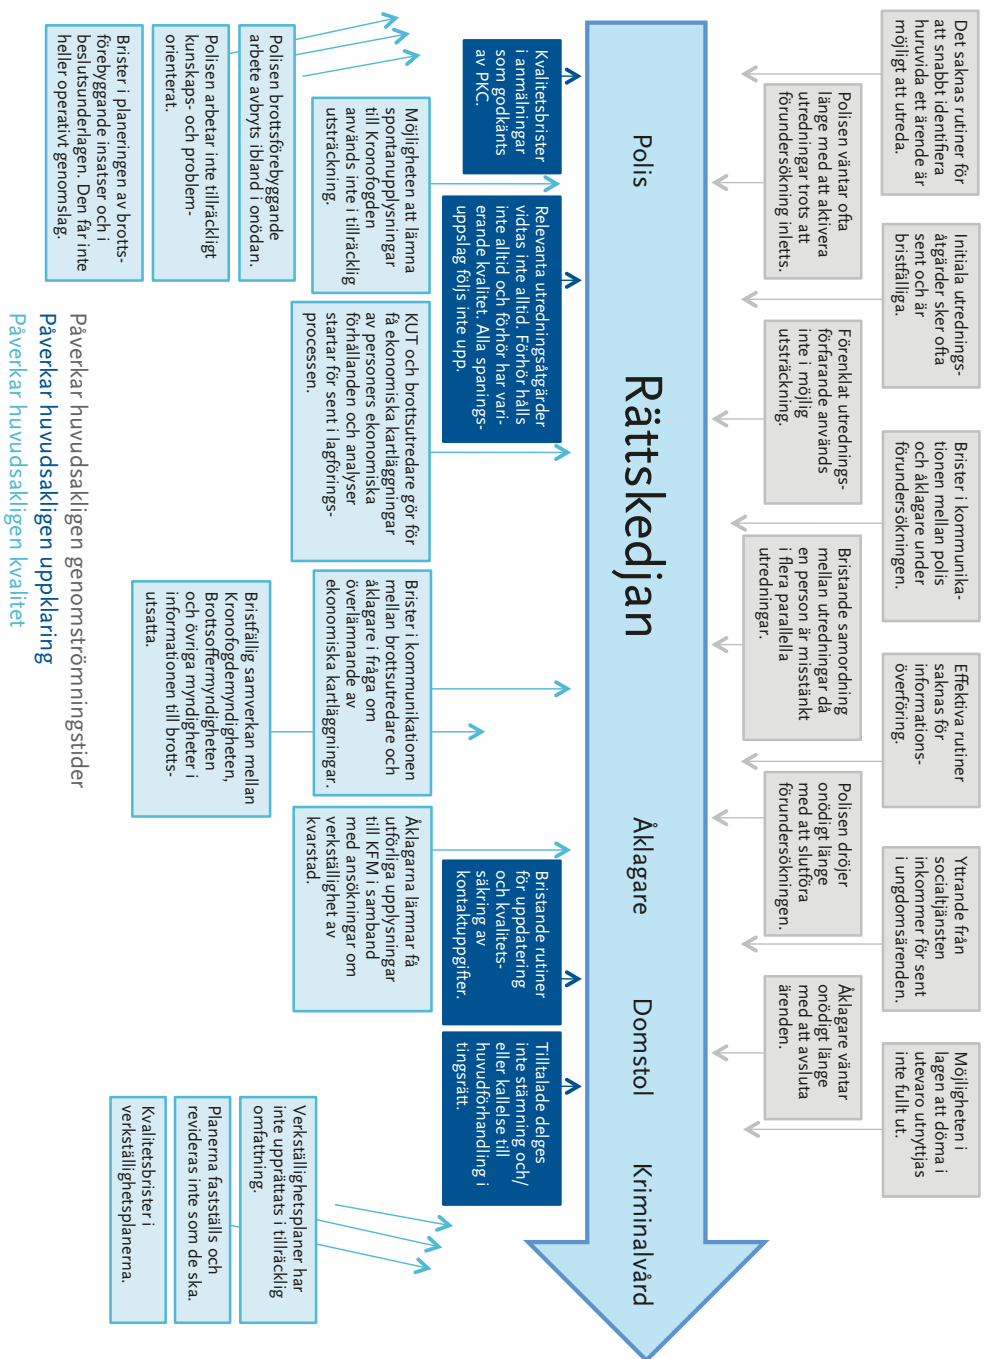 Det saknas rutiner för
att snabbt identifiera
huruvida ett ärende är
möjligt att utreda.
Initiala utrednings-
åtgärder sker ofta
sent och är
bristfälliga.
Brister i kommunika-
tionen mellan polis
och åklagare under
förundersökningen.
Effektiva rutiner
saknas för
informations-
överföring.
Yttrande från
socialtjänsten
inkommer för sent
i ungdomsärenden.
Möjligheten i
lagen att döma i
utevaro utnyttjas
inte fullt ut.
Polisen väntar ofta
länge med att aktivera
utredningar trots att
förundersökning inletts.
Förenklat utrednings-
förfarande används
inte i möjlig
utsträckning.
Bristande samordning
mellan utredningar då
en person är misstänkt
i flera parallella
utredningar.
Polisen dröjer
onödigt länge
med att slutföra
förundersökningen.
Åklagare väntar
onödigt länge
med att avsluta
ärenden.
Rättskedjan
Polis
Åklagare
Domstol
Kriminalvård
Kvalitetsbrister
i anmälningar
som godkänts
av PKC.
Relevanta utredningsåtgärder
vidtas inte alltid. Förhör hålls
inte alltid och förhör har vari-
erande kvalitet. Alla spanings-
uppslag följs inte upp.
Bristande rutiner
för uppdatering
och kvalitets-
säkring av
kontaktuppgifter.
Tilltalade delges
inte stämning och/
eller kallelse till
huvudförhandling i
tingsrätt.
Möjligheten att lämna
spontanupplysningar
till Kronofogden
används inte i tillräcklig
utsträckning.
KUT och brottsutredare gör för
få ekonomiska kartläggningar
av personers ekonomiska
förhållanden och analyser
startar för sent i lagförings-
processen.
Brister i kommunikationen
mellan brottsutredare och
åklagare i fråga om
överlämnande av
ekonomiska kartläggningar.
Åklagarna lämnar få
utförliga upplysningar
till KFM i samband
med ansökningar om
verkställighet av
kvarstad.
Polisen brottsförebyggande
arbete avbryts ibland i onödan.
Polisen arbetar inte tillräckligt
kunskaps- och problem-
orienterat.
Brister i planeringen av brotts-
förebyggande insatser och i
beslutsunderlagen. Den får inte
heller operativt genomslag.
Bristfällig samverkan mellan
Kronofogdemyndigheten,
Brottsoffermyndigheten
och övriga myndigheter i
informationen till brotts-
utsatta.
Verkställighetsplaner har
inte upprättats i tillräcklig
omfattning.
Planerna fastställs och
revideras inte som de ska.
Kvalitetsbrister i
verkställighetsplanerna.
Påverkar huvudsakligen genomströmningstider
Påverkar huvudsakligen uppklaring
Påverkar huvudsakligen kvalitet